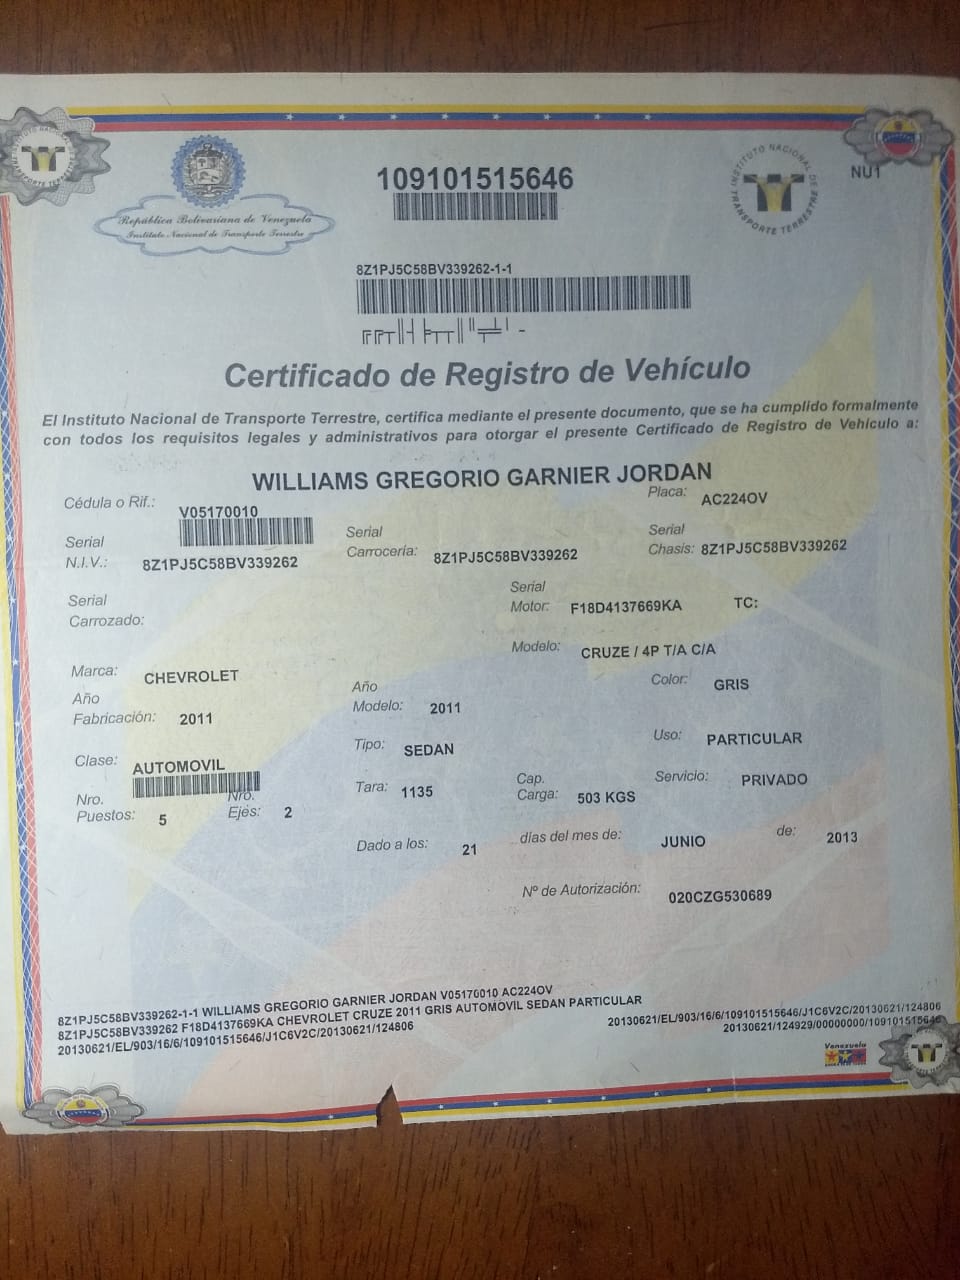 INSTITUTO NACIONAL DE TRANSPORTE TERRESTRE
109101515646
INSTITUTO NACIONAL DE TRANSPORTE TERRESTRE
NU1
República Bolivariana de Venezuela
Instituto Nacional de Transporte Terrestre
8Z1PJ5C58BV339262-1-1
Certificado de Registro de Vehículo
El Instituto Nacional de Transporte Terrestre, certifica mediante el presente documento, que se ha cumplido formalmente
con todos los requisitos legales y administrativos para otorgar el presente Certificado de Registro de Vehículo a:
WILLIAMS GREGORIO GARNIER JORDAN
Cédula o Rif.: V05170010 Placa: AC224OV
Serial N.I.V.: 8Z1PJ5C58BV339262 Serial Carrocería: 8Z1PJ5C58BV339262 Serial Chasis: 8Z1PJ5C58BV339262
Serial Carrozado: Serial Motor: F18D4137669KA TC:
Marca: CHEVROLET Modelo: CRUZE / 4P T/A C/A
Año Fabricación: 2011 Año Modelo: 2011 Color: GRIS
Clase: AUTOMOVIL Tipo: SEDAN Uso: PARTICULAR
Nro. Puestos: 5 Nro. Ejes: 2 Tara: 1135 Cap. Carga: 503 KGS Servicio: PRIVADO
Dado a los: 21 días del mes de: JUNIO de: 2013
Nº de Autorización: 020CZG530689
8Z1PJ5C58BV339262-1-1 WILLIAMS GREGORIO GARNIER JORDAN V05170010 AC224OV
8Z1PJ5C58BV339262 F18D4137669KA CHEVROLET CRUZE 2011 GRIS AUTOMOVIL SEDAN PARTICULAR
20130621/EL/903/16/6/109101515646/J1C6V2C/20130621/124806
20130621/EL/903/16/6/109101515646/J1C6V2C/20130621/124806
20130621/124929/00000000/109101515646
Venezuela